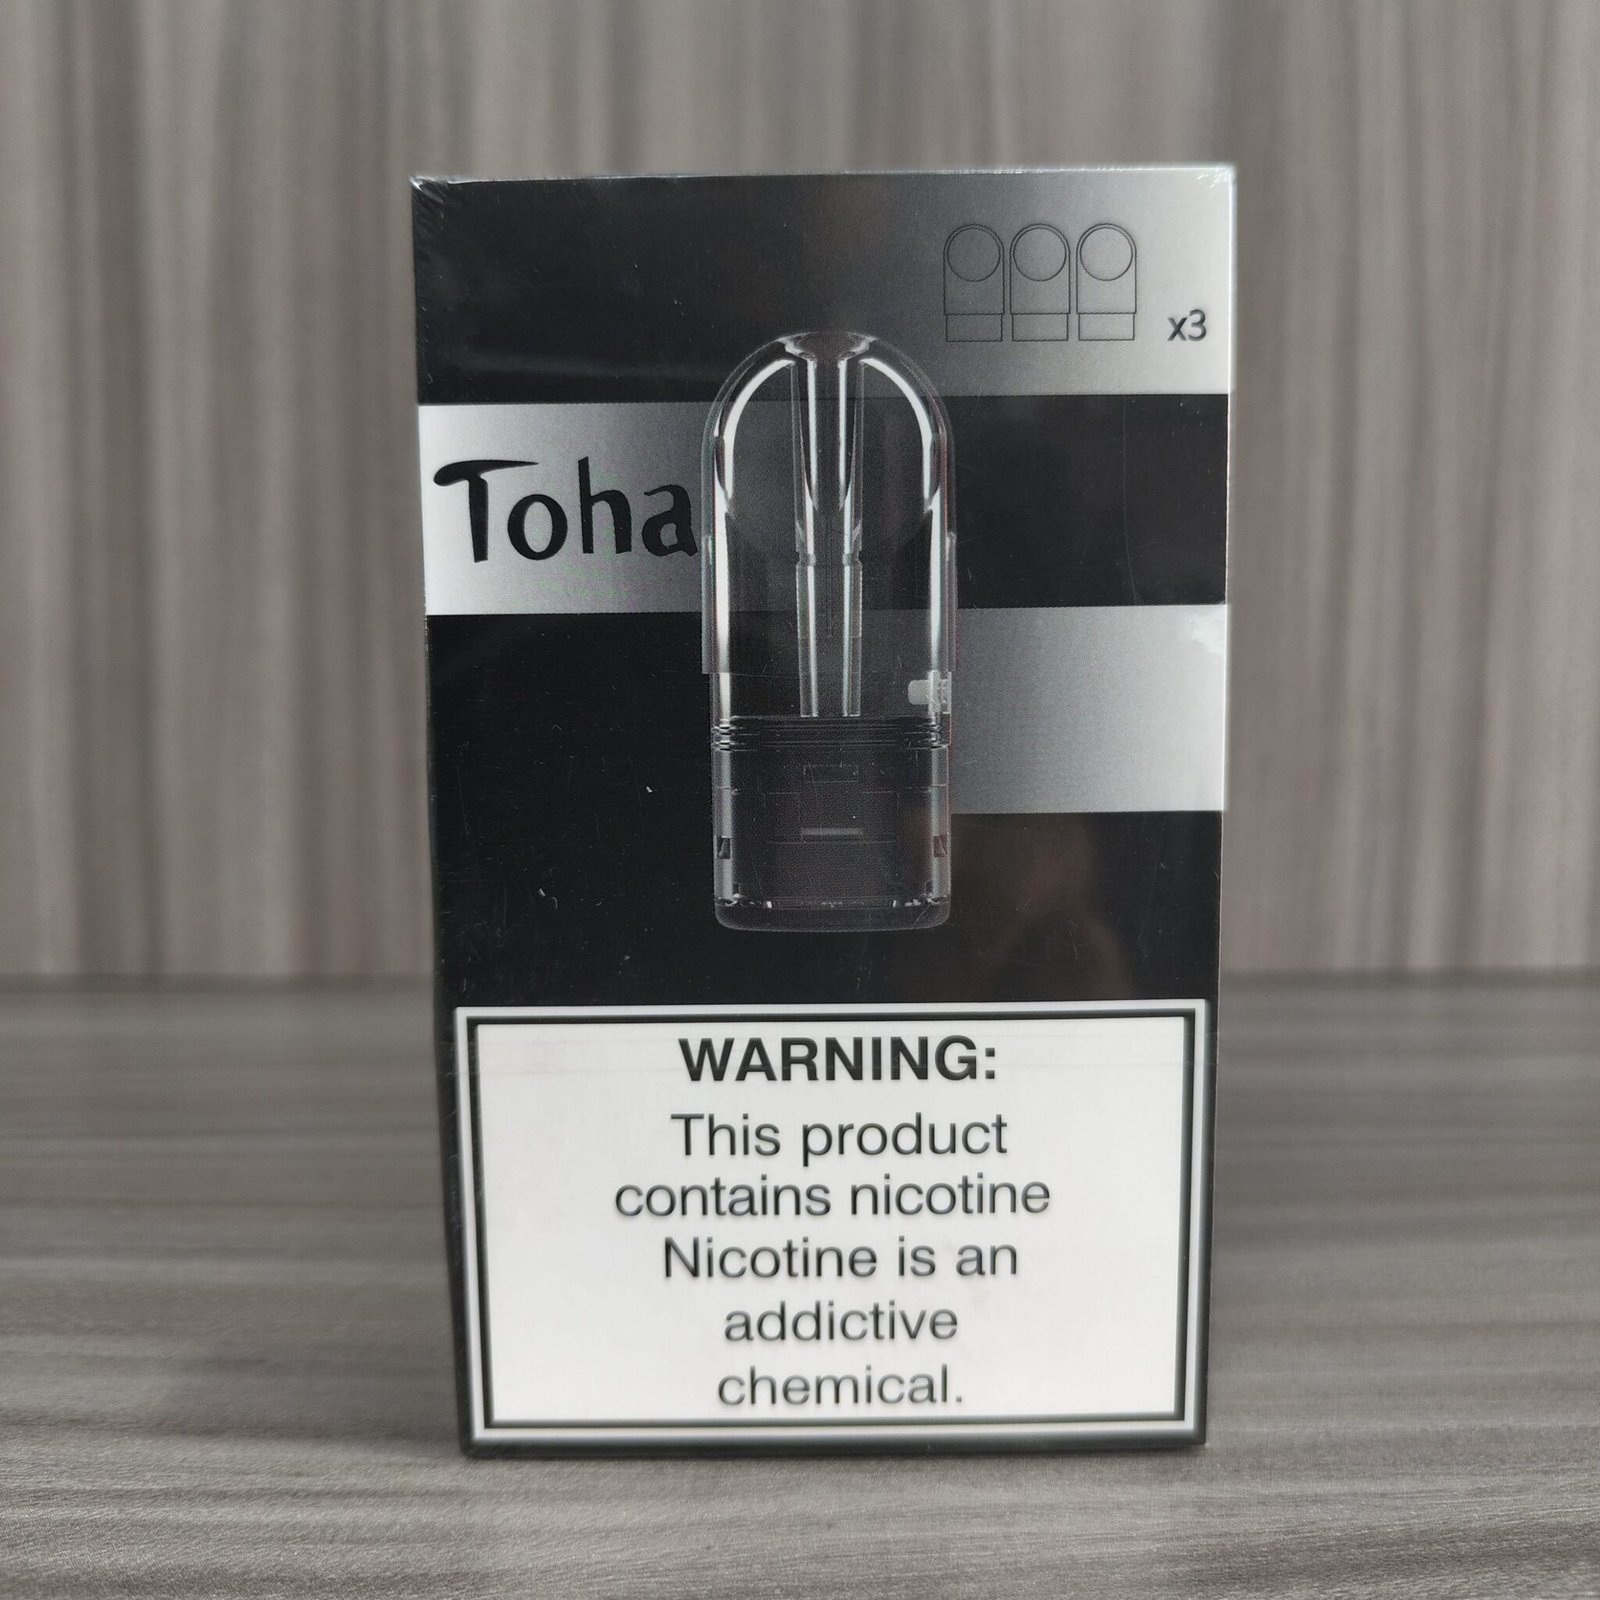 x3
Toha
WARNING:
This product
contains nicotine
Nicotine is an
addictive
chemical.